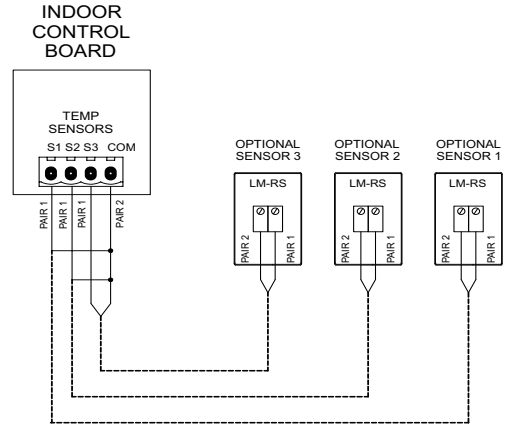 INDOOR
CONTROL
BOARD
TEMP
SENSORS
S1 S2 S3 COM
PAIR 1
PAIR 1
PAIR 1
PAIR 2
OPTIONAL
SENSOR 3
LM-RS
PAIR 2
PAIR 1
OPTIONAL
SENSOR 2
LM-RS
PAIR 2
PAIR 1
OPTIONAL
SENSOR 1
LM-RS
PAIR 2
PAIR 1